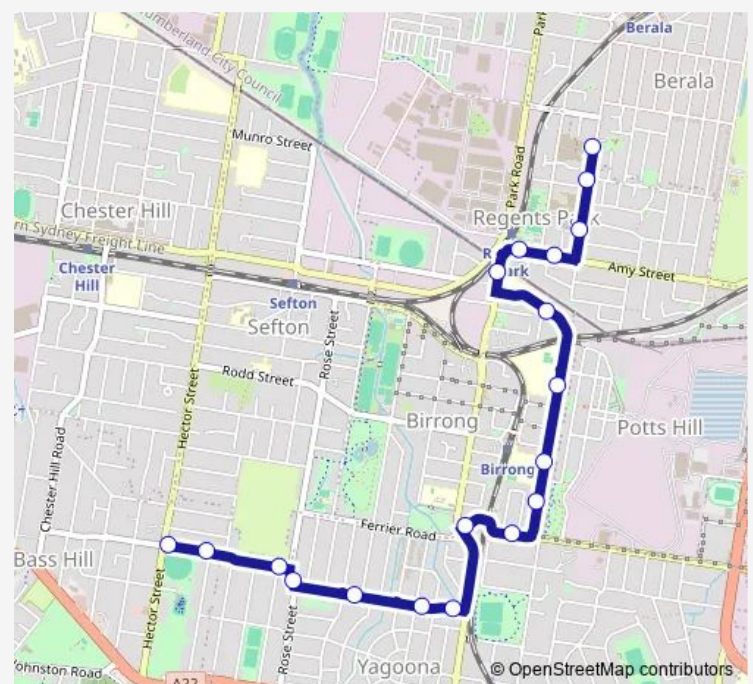 Berala
Berala
Cumberland City Council
Munro Street
Park Road
Chester Hill
Regents Park
rn Sydney Freight Line
Chester
Hill
Amy Street
Sefton
Sefton
Rose Street
Rodd Street
Hector Street
Birrong
Potts Hill
Birrong
Chester Hill Road
Ferrier Road
Bass Hill
Hector Street
Rose Street
Johnston Road
A22
Yagoona
© OpenStreetMap contributors